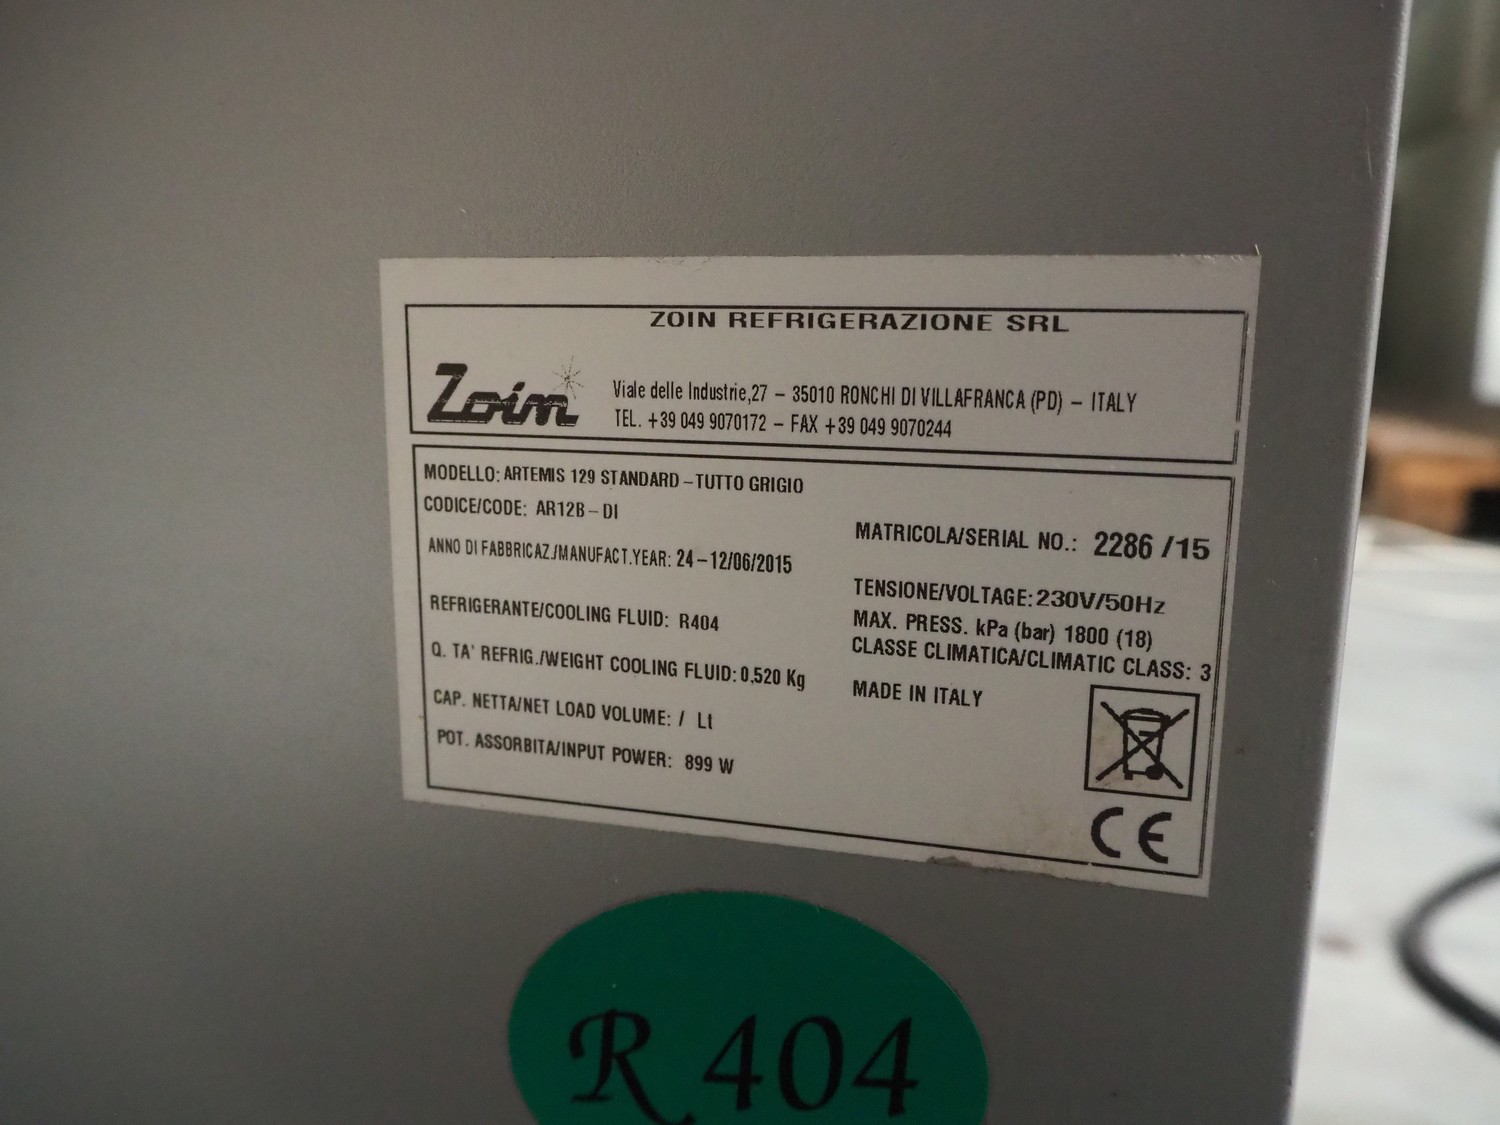 ZOIN REFRIGERAZIONE SRL
Zoin
Viale delle Industrie,27 – 35010 RONCHI DI VILLAFRANCA (PD) – ITALY
TEL. +39 049 9070172 – FAX +39 049 9070244
MODELLO: ARTEMIS 129 STANDARD – TUTTO GRIGIO
CODICE/CODE: AR12B – DI
ANNO DI FABBRICAZ./MANUFACT.YEAR: 24 – 12/06/2015
REFRIGERANTE/COOLING FLUID: R404
Q. TA' REFRIG./WEIGHT COOLING FLUID: 0,520 Kg
CAP. NETTA/NET LOAD VOLUME: / Lt
POT. ASSORBITA/INPUT POWER: 899 W
MATRICOLA/SERIAL NO.: 2286 /15
TENSIONE/VOLTAGE: 230V/50Hz
MAX. PRESS. kPa (bar) 1800 (18)
CLASSE CLIMATICA/CLIMATIC CLASS: 3
MADE IN ITALY
CE
R 404